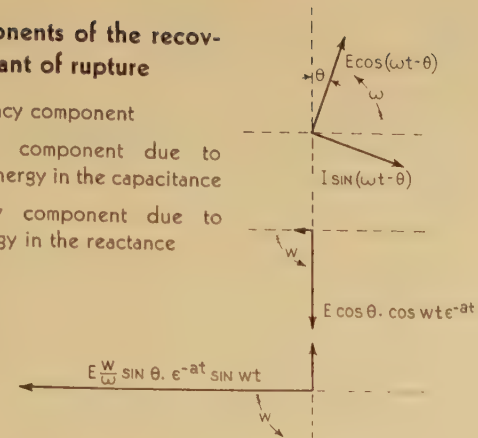 onents of the recov-
ant of rupture
cy component
component due to
nergy in the capacitance
component due to
gy in the reactance
E cos (ωt-θ)
θ
ω
I SIN (ωt-θ)
w
E cos θ. cos wt ε-at
E w/ω SIN θ. ε-at SIN wt
w